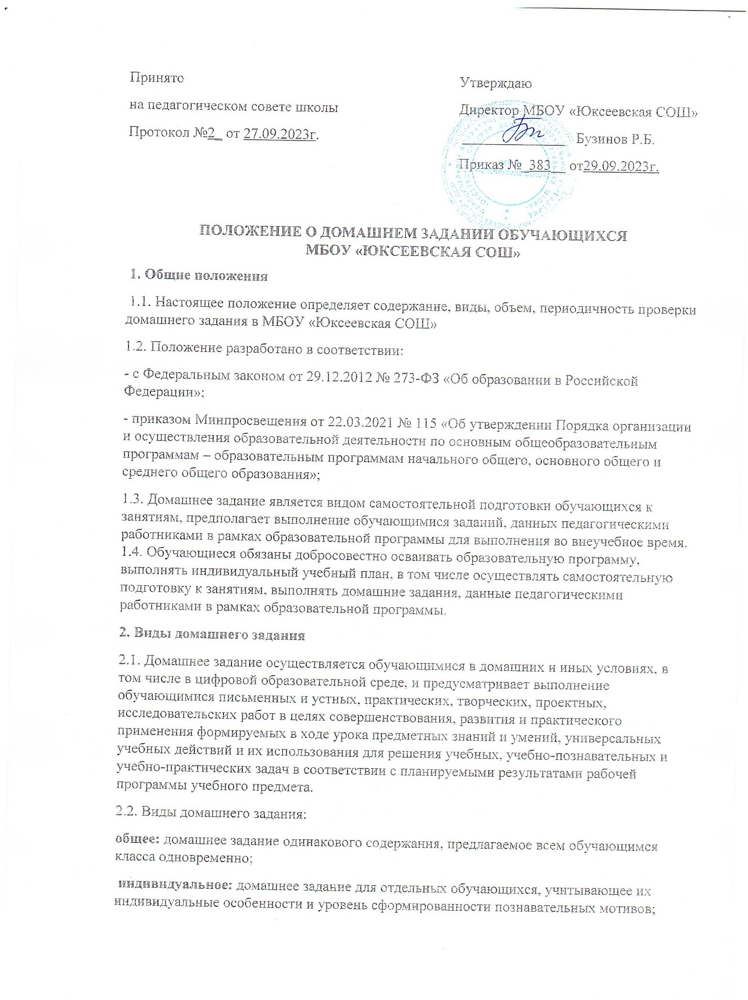 Принято
на педагогическом совете школы
Протокол №2_ от 27.09.2023г.
Утверждаю
Директор МБОУ «Юксеевская СОШ»
______________ Бузинов Р.Б.
Приказ №_383__ от29.09.2023г.
ПОЛОЖЕНИЕ О ДОМАШНЕМ ЗАДАНИИ ОБУЧАЮЩИХСЯ
МБОУ «ЮКСЕЕВСКАЯ СОШ»
1. Общие положения
1.1. Настоящее положение определяет содержание, виды, объем, периодичность проверки
домашнего задания в МБОУ «Юксеевская СОШ»
1.2. Положение разработано в соответствии:
- с Федеральным законом от 29.12.2012 № 273-ФЗ «Об образовании в Российской
Федерации»;
- приказом Минпросвещения от 22.03.2021 № 115 «Об утверждении Порядка организации
и осуществления образовательной деятельности по основным общеобразовательным
программам – образовательным программам начального общего, основного общего и
среднего общего образования»;
1.3. Домашнее задание является видом самостоятельной подготовки обучающихся к
занятиям, предполагает выполнение обучающимися заданий, данных педагогическими
работниками в рамках образовательной программы для выполнения во внеучебное время.
1.4. Обучающиеся обязаны добросовестно осваивать образовательную программу,
выполнять индивидуальный учебный план, в том числе осуществлять самостоятельную
подготовку к занятиям, выполнять домашние задания, данные педагогическими
работниками в рамках образовательной программы.
2. Виды домашнего задания
2.1. Домашнее задание осуществляется обучающимися в домашних и иных условиях, в
том числе в цифровой образовательной среде, и предусматривает выполнение
обучающимися письменных и устных, практических, творческих, проектных,
исследовательских работ в целях совершенствования, развития и практического
применения формируемых в ходе урока предметных знаний и умений, универсальных
учебных действий и их использования для решения учебных, учебно-познавательных и
учебно-практических задач в соответствии с планируемыми результатами рабочей
программы учебного предмета.
2.2. Виды домашнего задания:
общее: домашнее задание одинакового содержания, предлагаемое всем обучающимся
класса одновременно;
индивидуальное: домашнее задание для отдельных обучающихся, учитывающее их
индивидуальные особенности и уровень сформированности познавательных мотивов;